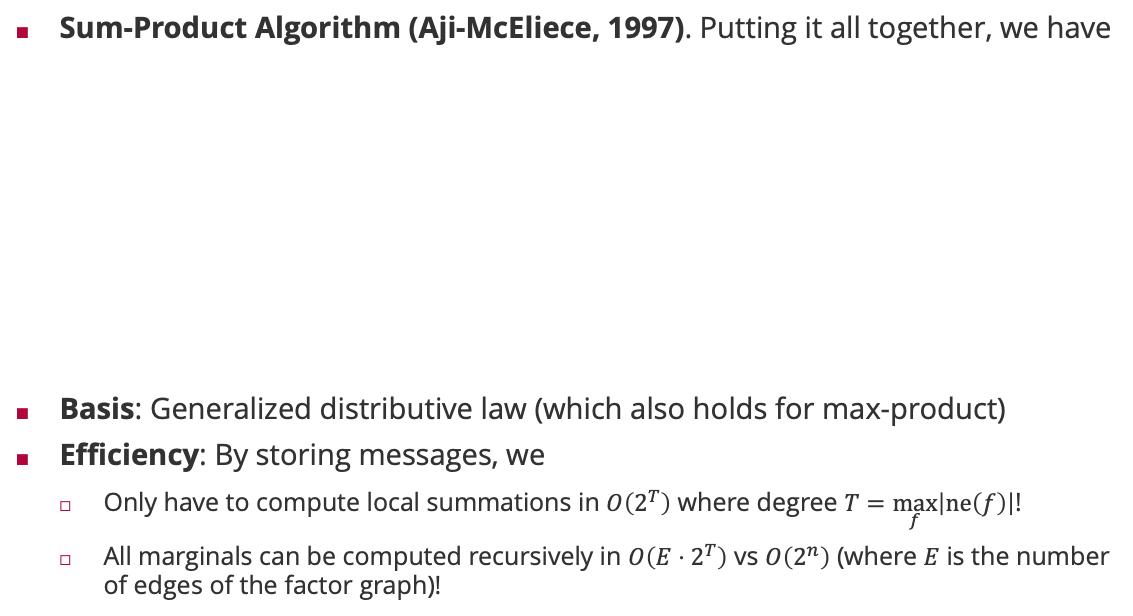 Sum-Product Algorithm (Aji-McEliece, 1997). Putting it all together, we have
Basis: Generalized distributive law (which also holds for max-product)
Efficiency: By storing messages, we
Only have to compute local summations in O(2^T) where degree T = max_f|ne(f)|!
All marginals can be computed recursively in O(E · 2^T) vs O(2^n) (where E is the number
of edges of the factor graph)!